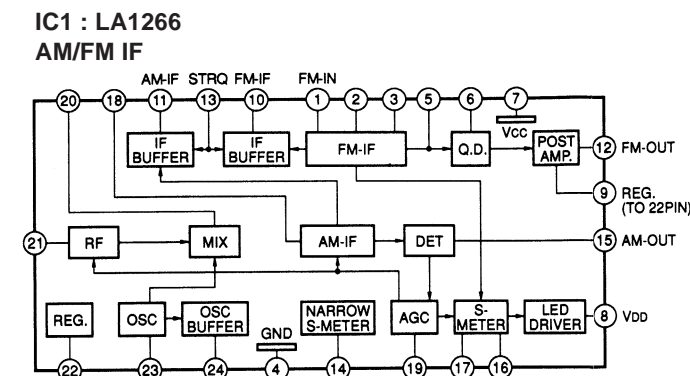 IC1 : LA1266
AM/FM IF
AM-IF STRQ FM-IF FM-IN
20 18 11 13 10 1 2 3 5 6 7
Vcc
IF
BUFFER
IF
BUFFER
FM-IF
Q.D.
POST
AMP.
12 FM-OUT
9 REG.
(TO 22PIN)
21
RF
MIX
AM-IF
DET
15 AM-OUT
REG.
OSC
OSC
BUFFER
GND
NARROW
S-METER
AGC
S-
METER
LED
DRIVER
8 VDD
22 23 24 4 14 19 17 16